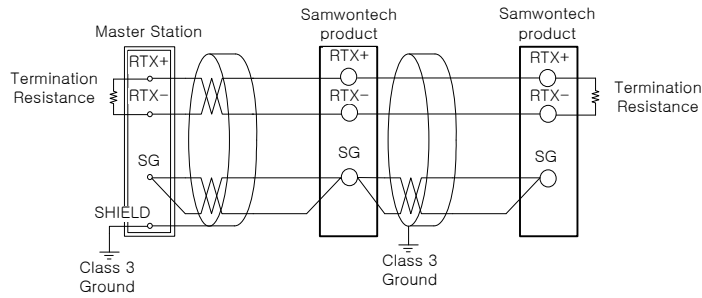 Master Station
Samwontech
product
Samwontech
product
RTX+
RTX+
RTX+
Termination
Resistance
RTX-
RTX-
RTX-
Termination
Resistance
SG
SG
SG
SHIELD
Class 3
Ground
Class 3
Ground